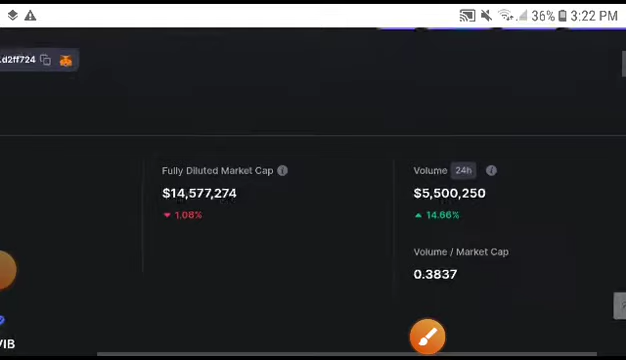 36% 3:22 PM
.d2ff724
Fully Diluted Market Cap
$14,577,274
1.08%
Volume 24h
$5,500,250
14.66%
Volume / Market Cap
0.3837
VIB